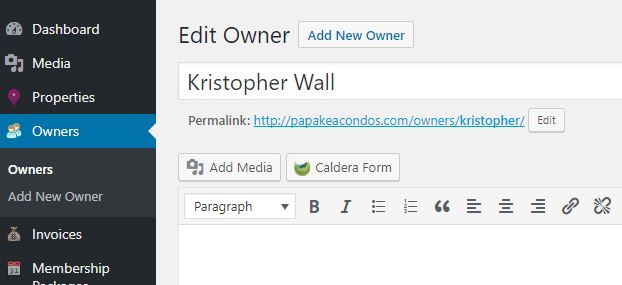 Dashboard
Media
Properties
Owners
Owners
Add New Owner
Invoices
Membership
Edit Owner Add New Owner
Kristopher Wall
Permalink: http://papakeacondos.com/owners/kristopher/ Edit
Add Media Caldera Form
Paragraph B I